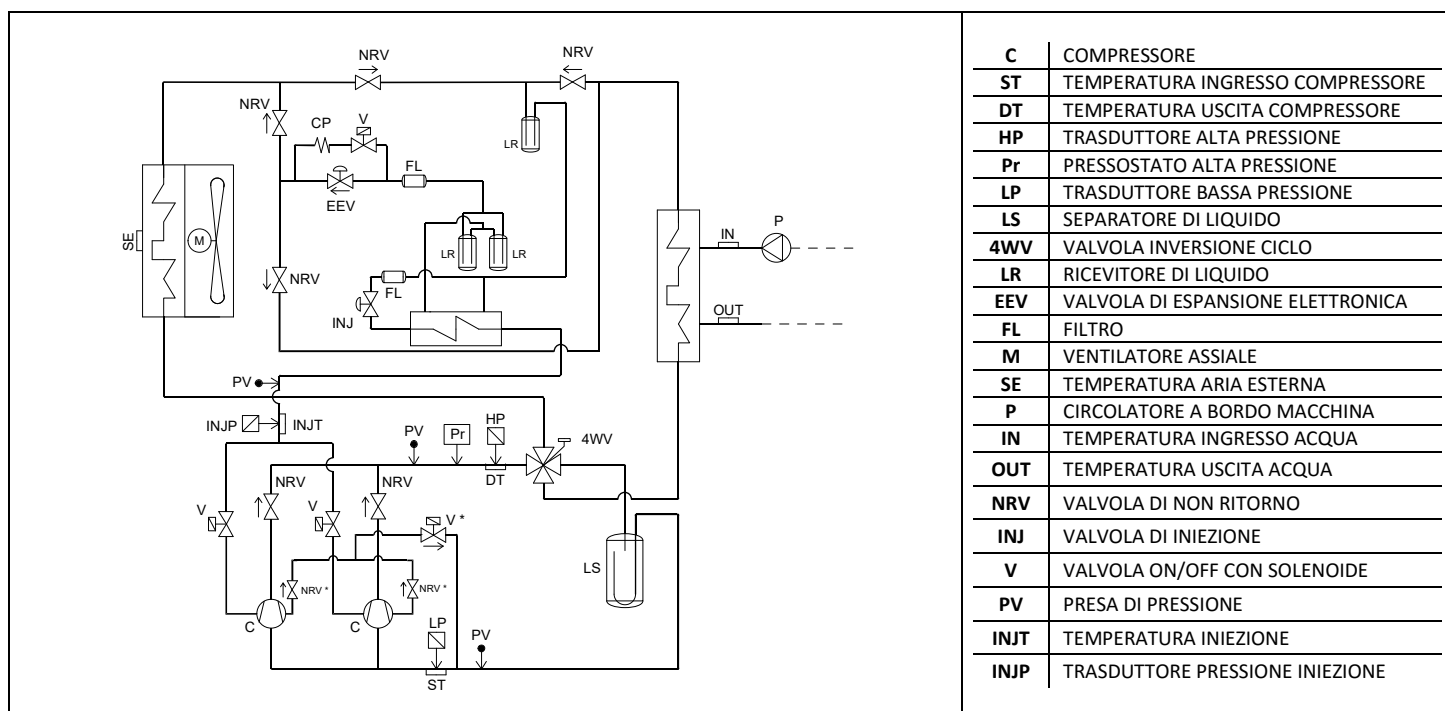 NRV
NRV
NRV
CP
V
FL
LR
EEV
SE
M
LR
LR
IN
P
FL
NRV
INJ
OUT
PV
INJP
INJT
HP
PV
Pr
4WV
DT
NRV
NRV
V
V
V *
LS
NRV *
NRV *
C
C
LP
PV
ST
C COMPRESSORE
ST TEMPERATURA INGRESSO COMPRESSORE
DT TEMPERATURA USCITA COMPRESSORE
HP TRASDUTTORE ALTA PRESSIONE
Pr PRESSOSTATO ALTA PRESSIONE
LP TRASDUTTORE BASSA PRESSIONE
LS SEPARATORE DI LIQUIDO
4WV VALVOLA INVERSIONE CICLO
LR RICEVITORE DI LIQUIDO
EEV VALVOLA DI ESPANSIONE ELETTRONICA
FL FILTRO
M VENTILATORE ASSIALE
SE TEMPERATURA ARIA ESTERNA
P CIRCOLATORE A BORDO MACCHINA
IN TEMPERATURA INGRESSO ACQUA
OUT TEMPERATURA USCITA ACQUA
NRV VALVOLA DI NON RITORNO
INJ VALVOLA DI INIEZIONE
V VALVOLA ON/OFF CON SOLENOIDE
PV PRESA DI PRESSIONE
INJT TEMPERATURA INIEZIONE
INJP TRASDUTTORE PRESSIONE INIEZIONE